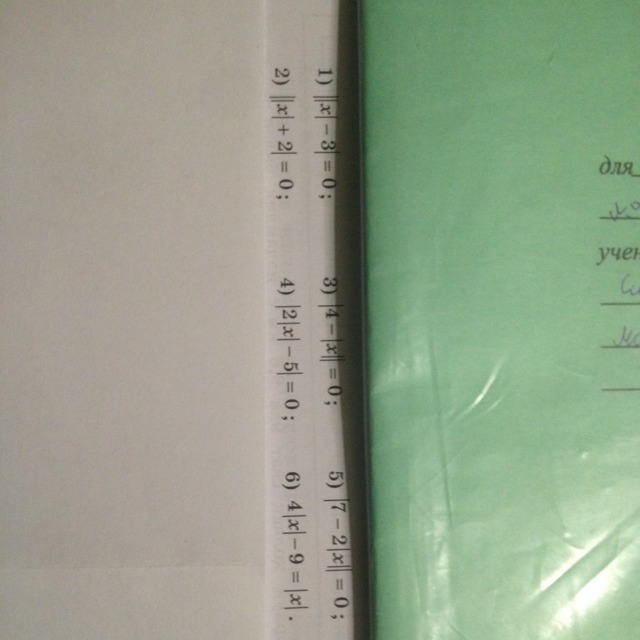 1) ||x| − 3| = 0; 3) |4 − |x|| = 0; 5) |7 − 2|x|| = 0;
2) ||x| + 2| = 0; 4) |2|x| − 5| = 0; 6) 4|x| − 9 = |x|.
для
учен